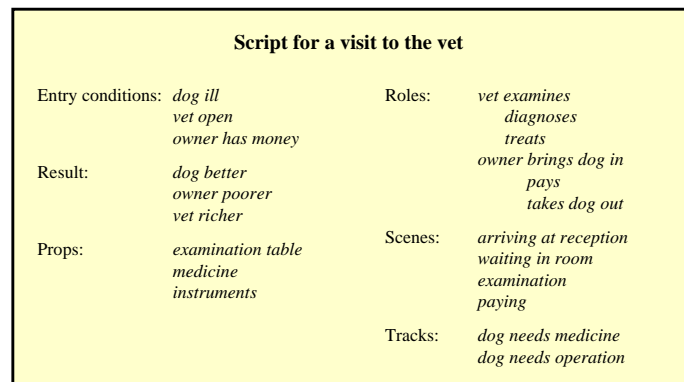 Script for a visit to the vet
Entry conditions: dog ill
vet open
owner has money
Result: dog better
owner poorer
vet richer
Props: examination table
medicine
instruments
Roles: vet examines
diagnoses
treats
owner brings dog in
pays
takes dog out
Scenes: arriving at reception
waiting in room
examination
paying
Tracks: dog needs medicine
dog needs operation